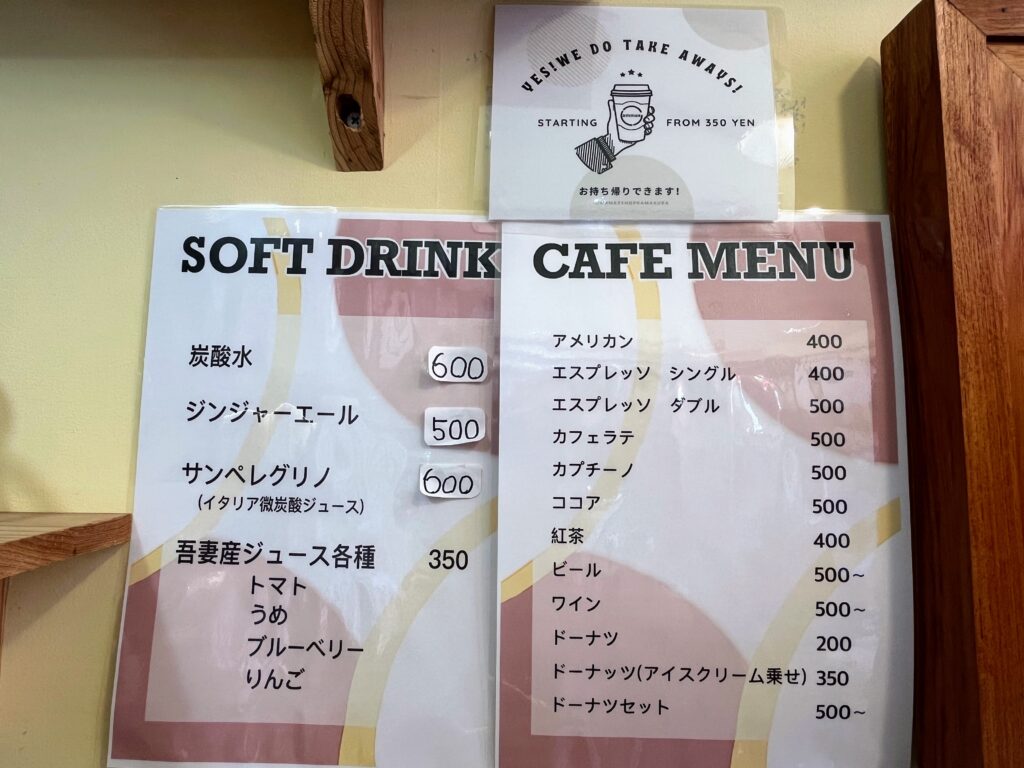 YES!WE DO TAKE AWAYS!
STARTING FROM 350 YEN
お持ち帰りできます!
SOFT DRINK
炭酸水 600
ジンジャーエール 500
サンペレグリノ 600
(イタリア微炭酸ジュース)
吾妻産ジュース各種 350
トマト
うめ
ブルーベリー
りんご
CAFE MENU
アメリカン 400
エスプレッソ シングル 400
エスプレッソ ダブル 500
カフェラテ 500
カプチーノ 500
ココア 500
紅茶 400
ビール 500~
ワイン 500~
ドーナツ 200
ドーナッツ(アイスクリーム乗せ) 350
ドーナツセット 500~